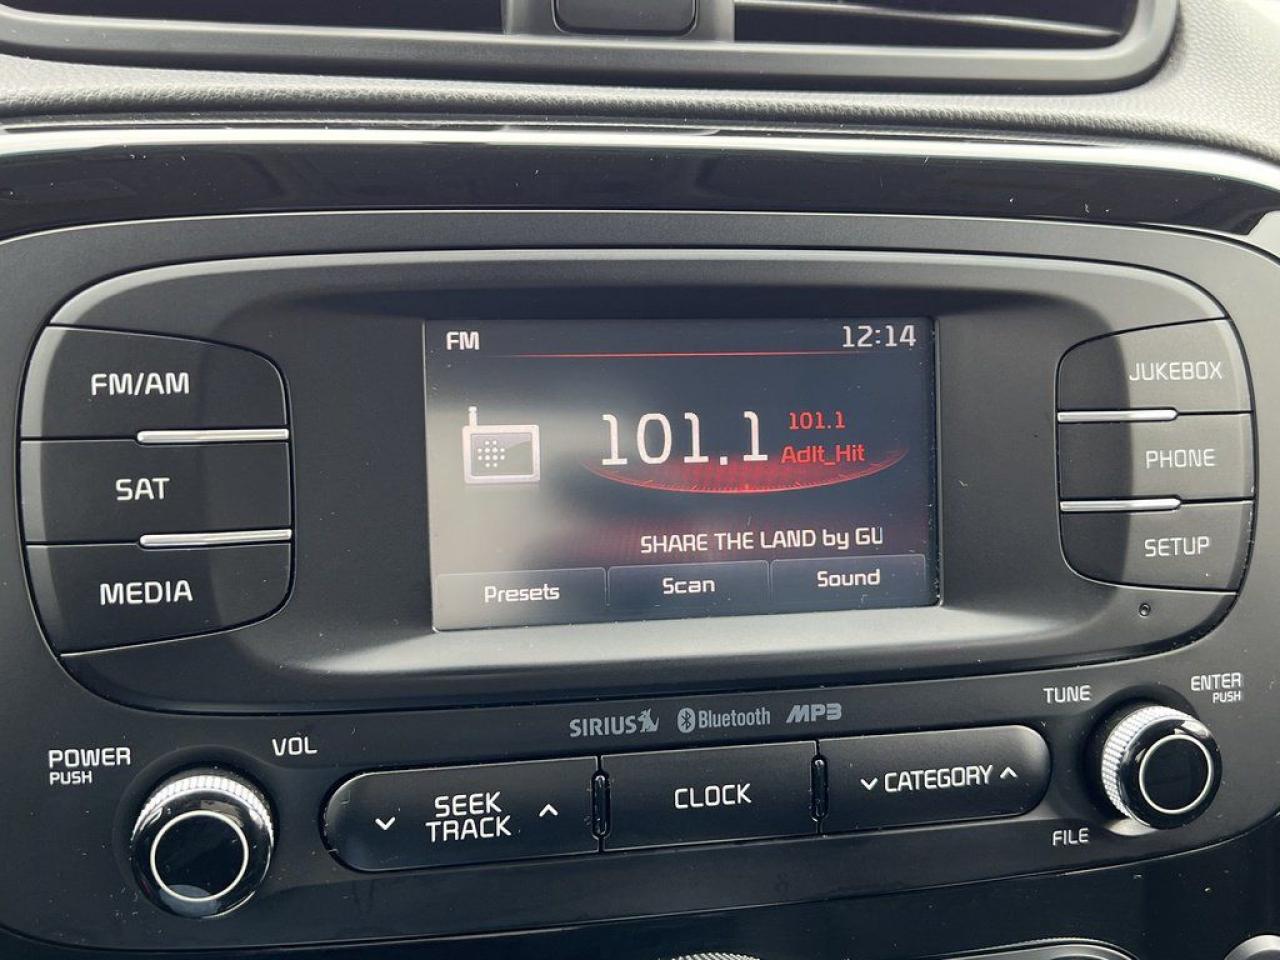 FM
12:14
FM/AM
SAT
MEDIA
101.1
101.1
Adlt_Hit
SHARE THE LAND by GU
Presets
Scan
Sound
JUKEBOX
PHONE
SETUP
SIRIUS
Bluetooth
MP3
POWER
PUSH
VOL
SEEK
TRACK
CLOCK
CATEGORY
TUNE
ENTER
PUSH
FILE